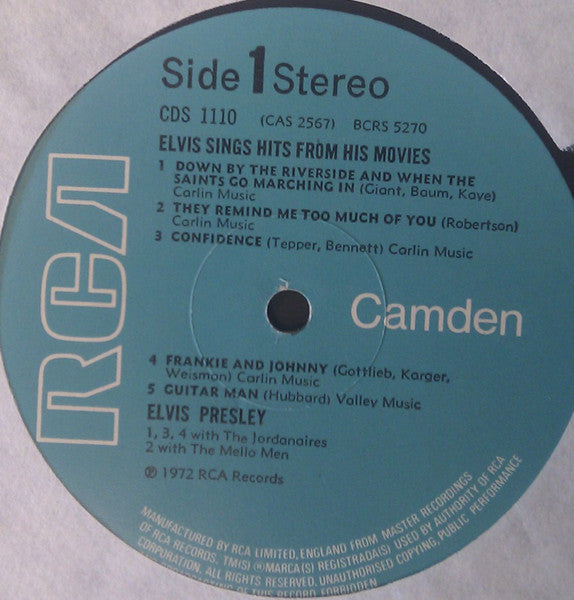 Side 1 Stereo
CDS 1110 (CAS 2567) BCRS 5270
ELVIS SINGS HITS FROM HIS MOVIES
1 DOWN BY THE RIVERSIDE AND WHEN THE
SAINTS GO MARCHING IN (Giant, Baum, Kaye)
Carlin Music
2 THEY REMIND ME TOO MUCH OF YOU (Robertson)
Carlin Music
3 CONFIDENCE (Tepper, Bennett) Carlin Music
RCA
Camden
4 FRANKIE AND JOHNNY (Gottlieb, Karger,
Weismon) Carlin Music
5 GUITAR MAN (Hubbard) Valley Music
ELVIS PRESLEY
1, 3, 4 with The Jordanaires
2 with The Mello Men
℗ 1972 RCA Records
MANUFACTURED BY RCA LIMITED, ENGLAND FROM MASTER RECORDINGS
OF RCA RECORDS. TM(S) ® MARCA(S) REGISTRADA(S) USED BY AUTHORITY OF RCA
CORPORATION. ALL RIGHTS RESERVED. UNAUTHORISED COPYING, PUBLIC PERFORMANCE
OF THIS RECORD FORBIDDEN